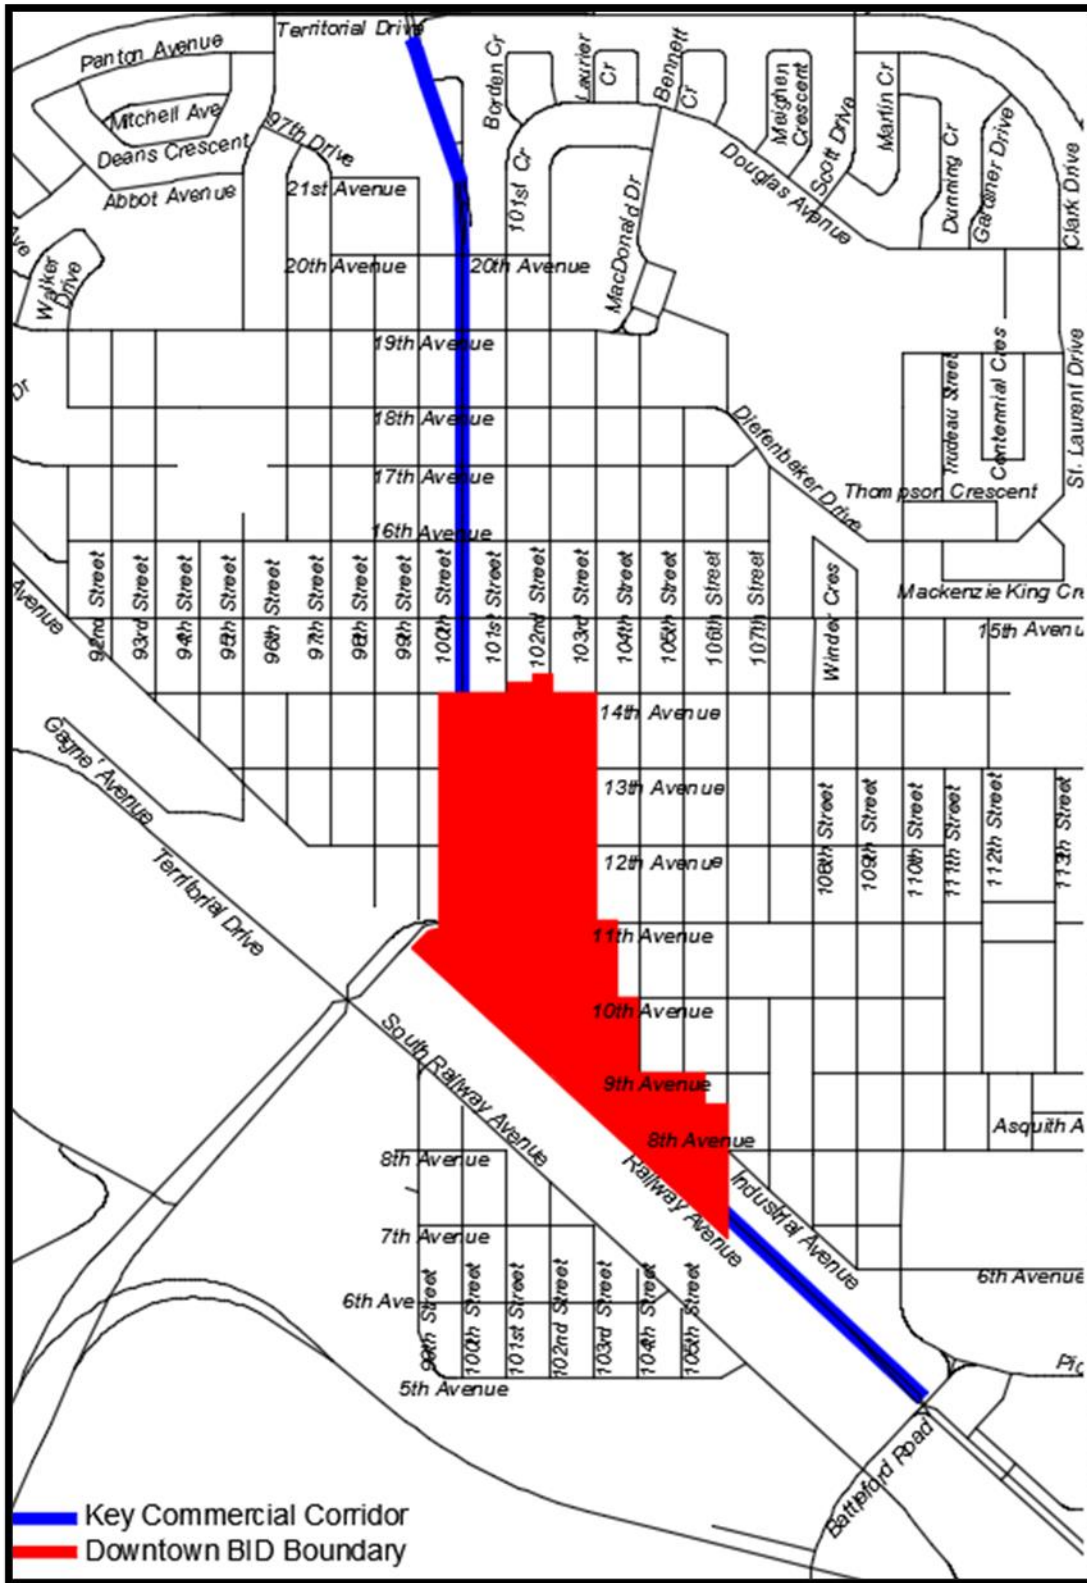 Territorial Drive
Panton Avenue
Borden Cr
Laurier
Cr
Bennett
Cr
Meighen
Crescent
Scott Drive
Martin Cr
Dunning Cr
Gardner Drive
Clark Drive
Mitchell Ave
97th Drive
Deans Crescent
Abbot Avenue
21st Avenue
101st Cr
MacDonald Dr
Douglas Avenue
Ave
Walker
Drive
20th Avenue
20th Avenue
19th Avenue
Dr
18th Avenue
Diefenbaker Drive
Trudeau Street
Centennial Cres
St. Laurent Drive
17th Avenue
Thompson Crescent
16th Avenue
Avenue
92nd Street
93rd Street
94th Street
95th Street
96th Street
97th Street
98th Street
99th Street
100th Street
101st Street
102nd Street
103rd Street
104th Street
105th Street
106th Street
107th Street
Winder Cres
Mackenzie King Cre
15th Avenu
14th Avenue
Gagne' Avenue
13th Avenue
108th Street
109th Street
110th Street
111th Street
112th Street
113th Street
12th Avenue
Territorial Drive
11th Avenue
10th Avenue
South Railway Avenue
9th Avenue
Asquith A
8th Avenue
8th Avenue
Railway Avenue
Industrial Avenue
7th Avenue
6th Avenue
6th Ave
99th Street
100th Street
101st Street
102nd Street
103rd Street
104th Street
105th Street
5th Avenue
Battleford Road
Key Commercial Corridor
Downtown BID Boundary